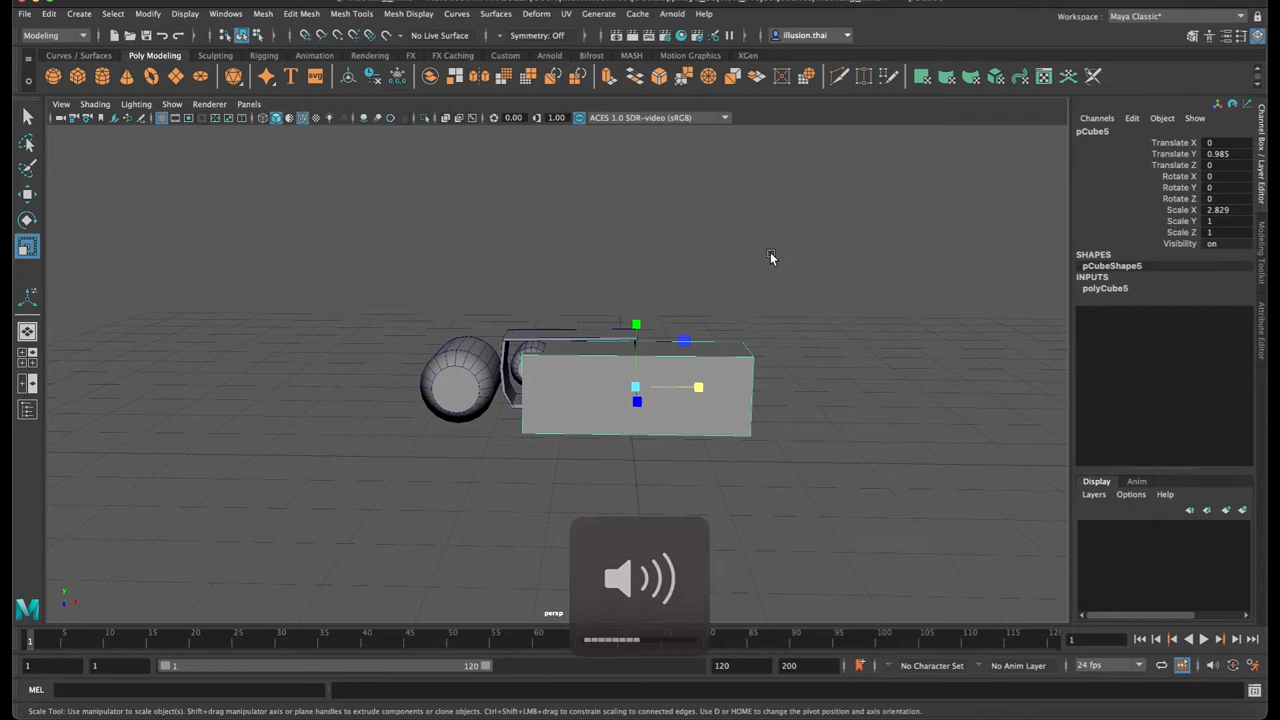 File Edit Create Select Modify Display Windows Mesh Edit Mesh Mesh Tools Mesh Display Curves Surfaces Deform UV Generate Cache Arnold Help
Workspace : Maya Classic*
Modeling
No Live Surface
Symmetry: Off
illusion.thai
Curves / Surfaces Poly Modeling Sculpting Rigging Animation Rendering FX FX Caching Custom Arnold Bifrost MASH Motion Graphics XGen
View Shading Lighting Show Renderer Panels
0.00 1.00 ACES 1.0 SDR-video (sRGB)
Channels Edit Object Show
pCube5
Translate X 0
Translate Y 0.985
Translate Z 0
Rotate X 0
Rotate Y 0
Rotate Z 0
Scale X 2.829
Scale Y 1
Scale Z 1
Visibility on
SHAPES
pCubeShape5
INPUTS
polyCube5
Channel Box / Layer Editor
Modeling Toolkit
Attribute Editor
Display Anim
Layers Options Help
persp
5 10 15 20 25 30 35 40 45 50 55 60 85 90 95 100 105 110 115
1
1 1 1 120 120 200 No Character Set No Anim Layer 24 fps
MEL
Scale Tool: Use manipulator to scale object(s). Shift+drag manipulator axis or plane handles to extrude components or clone objects. Ctrl+Shift+LMB+drag to constrain scaling to connected edges. Use D or HOME to change the pivot position and axis orientation.